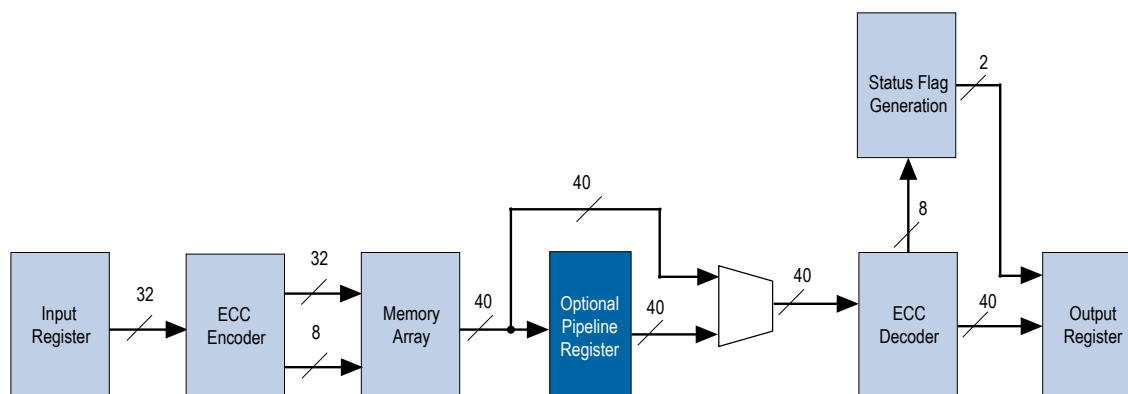 Status Flag
Generation
2
40
8
Input
Register
32
ECC
Encoder
32
8
Memory
Array
40
Optional
Pipeline
Register
40
40
ECC
Decoder
40
Output
Register